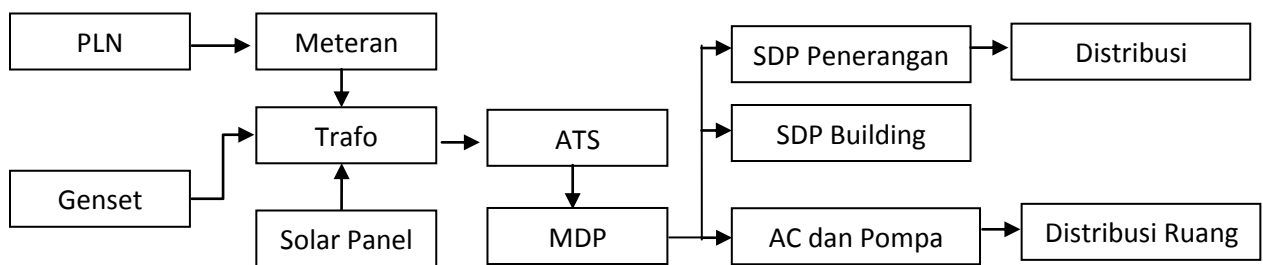 PLN
Meteran
SDP Penerangan
Distribusi
Trafo
ATS
SDP Building
Genset
Solar Panel
MDP
AC dan Pompa
Distribusi Ruang